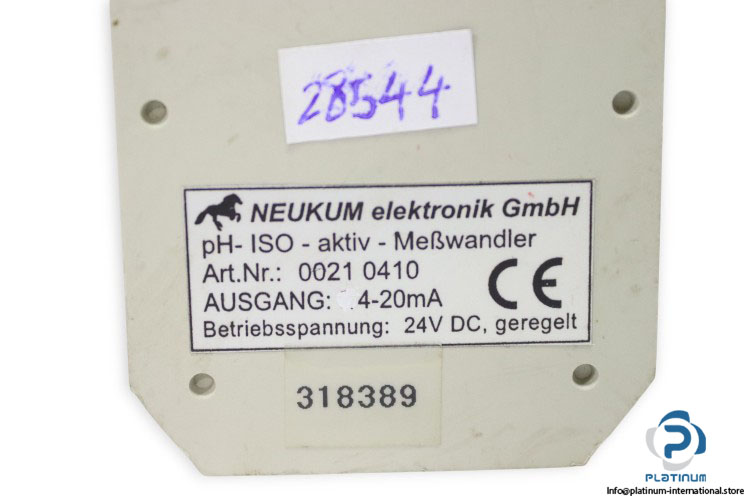 28544
NEUKUM elektronik GmbH
pH- ISO - aktiv - Meßwandler
Art.Nr.: 0021 0410
AUSGANG: 4-20mA
Betriebsspannung: 24V DC, geregelt
CE
318389
PLATINUM
Info@platinum-international.store